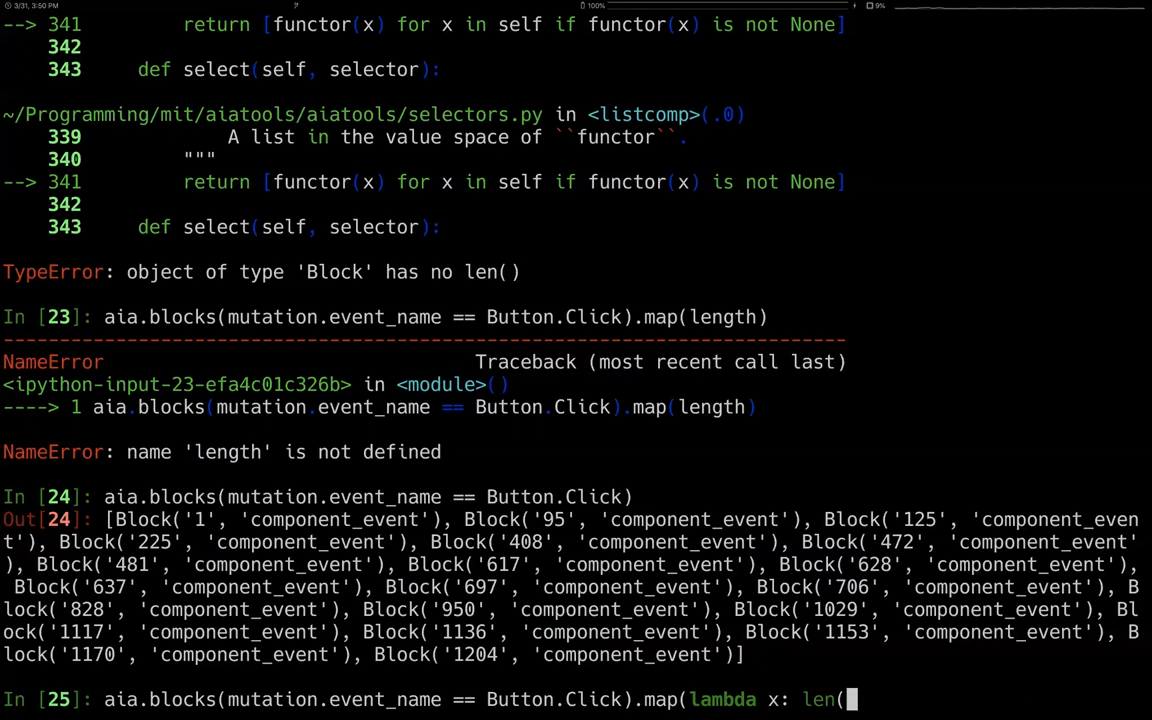 3/31, 3:50 PM 100% 9%
--> 341         return [functor(x) for x in self if functor(x) is not None]
    342
    343     def select(self, selector):
~/Programming/mit/aiatools/aiatools/selectors.py in <listcomp>(.0)
    339             A list in the value space of ``functor``.
    340         """
--> 341         return [functor(x) for x in self if functor(x) is not None]
    342
    343     def select(self, selector):
TypeError: object of type 'Block' has no len()
In [23]: aia.blocks(mutation.event_name == Button.Click).map(length)
---------------------------------------------------------------------------
NameError                                 Traceback (most recent call last)
<ipython-input-23-efa4c01c326b> in <module>()
----> 1 aia.blocks(mutation.event_name == Button.Click).map(length)
NameError: name 'length' is not defined
In [24]: aia.blocks(mutation.event_name == Button.Click)
Out[24]: [Block('1', 'component_event'), Block('95', 'component_event'), Block('125', 'component_even
t'), Block('225', 'component_event'), Block('408', 'component_event'), Block('472', 'component_event'
), Block('481', 'component_event'), Block('617', 'component_event'), Block('628', 'component_event'),
 Block('637', 'component_event'), Block('697', 'component_event'), Block('706', 'component_event'), B
lock('828', 'component_event'), Block('950', 'component_event'), Block('1029', 'component_event'), Bl
ock('1117', 'component_event'), Block('1136', 'component_event'), Block('1153', 'component_event'), B
lock('1170', 'component_event'), Block('1204', 'component_event')]
In [25]: aia.blocks(mutation.event_name == Button.Click).map(lambda x: len(